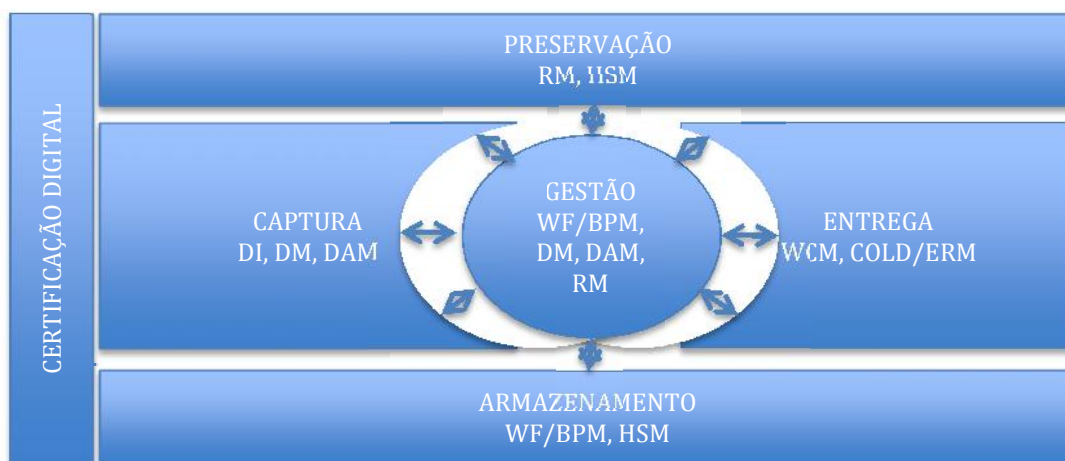 CERTIFICAÇÃO DIGITAL
PRESERVAÇÃO
RM, HSM
CAPTURA
DI, DM, DAM
GESTÃO
WF/BPM,
DM, DAM,
RM
ENTREGA
WCM, COLD/ERM
ARMAZENAMENTO
WF/BPM, HSM